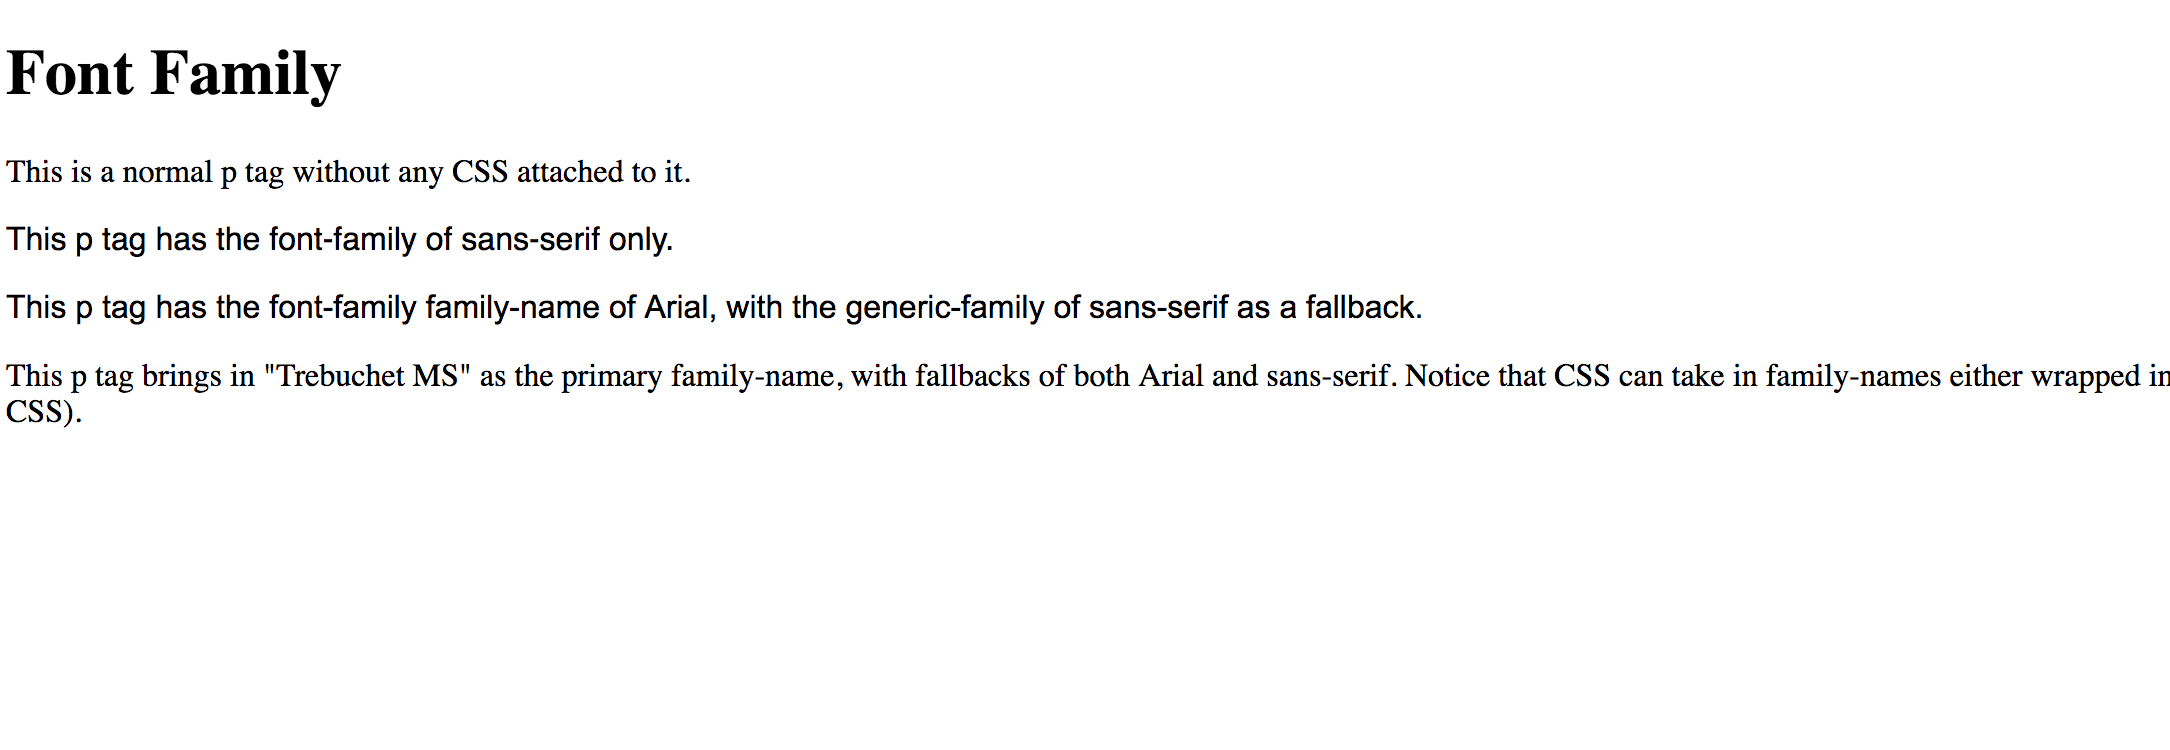 Font Family
This is a normal p tag without any CSS attached to it.
This p tag has the font-family of sans-serif only.
This p tag has the font-family family-name of Arial, with the generic-family of sans-serif as a fallback.
This p tag brings in "Trebuchet MS" as the primary family-name, with fallbacks of both Arial and sans-serif. Notice that CSS can take in family-names either wrapped in
CSS).